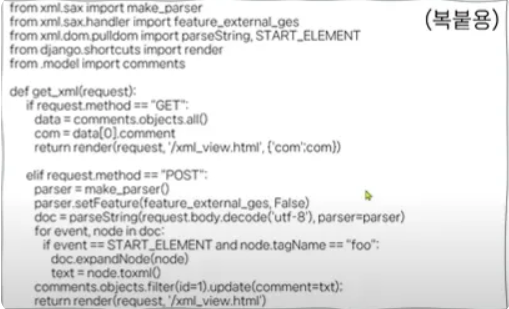 from xml.sax import make_parser
(복붙용)
from xml.sax.handler import feature_external_ges
from xml.dom.pulldom import parseString, START_ELEMENT
from django.shortcuts import render
from .model import comments
def get_xml(request):
if request.method == "GET":
data = comments.objects.all()
com = data[0].comment
return render(request, '/xml_view.html', {'com':com})
elif request.method == "POST":
parser = make_parser()
parser.setFeature(feature_external_ges, False)
doc = parseString(request.body.decode('utf-8'), parser=parser)
for event, node in doc:
if event == START_ELEMENT and node.tagName == "foo":
doc.expandNode(node)
text = node.toxml()
comments.objects.filter(id=1).update(comment=txt);
return render(request, '/xml_view.html')